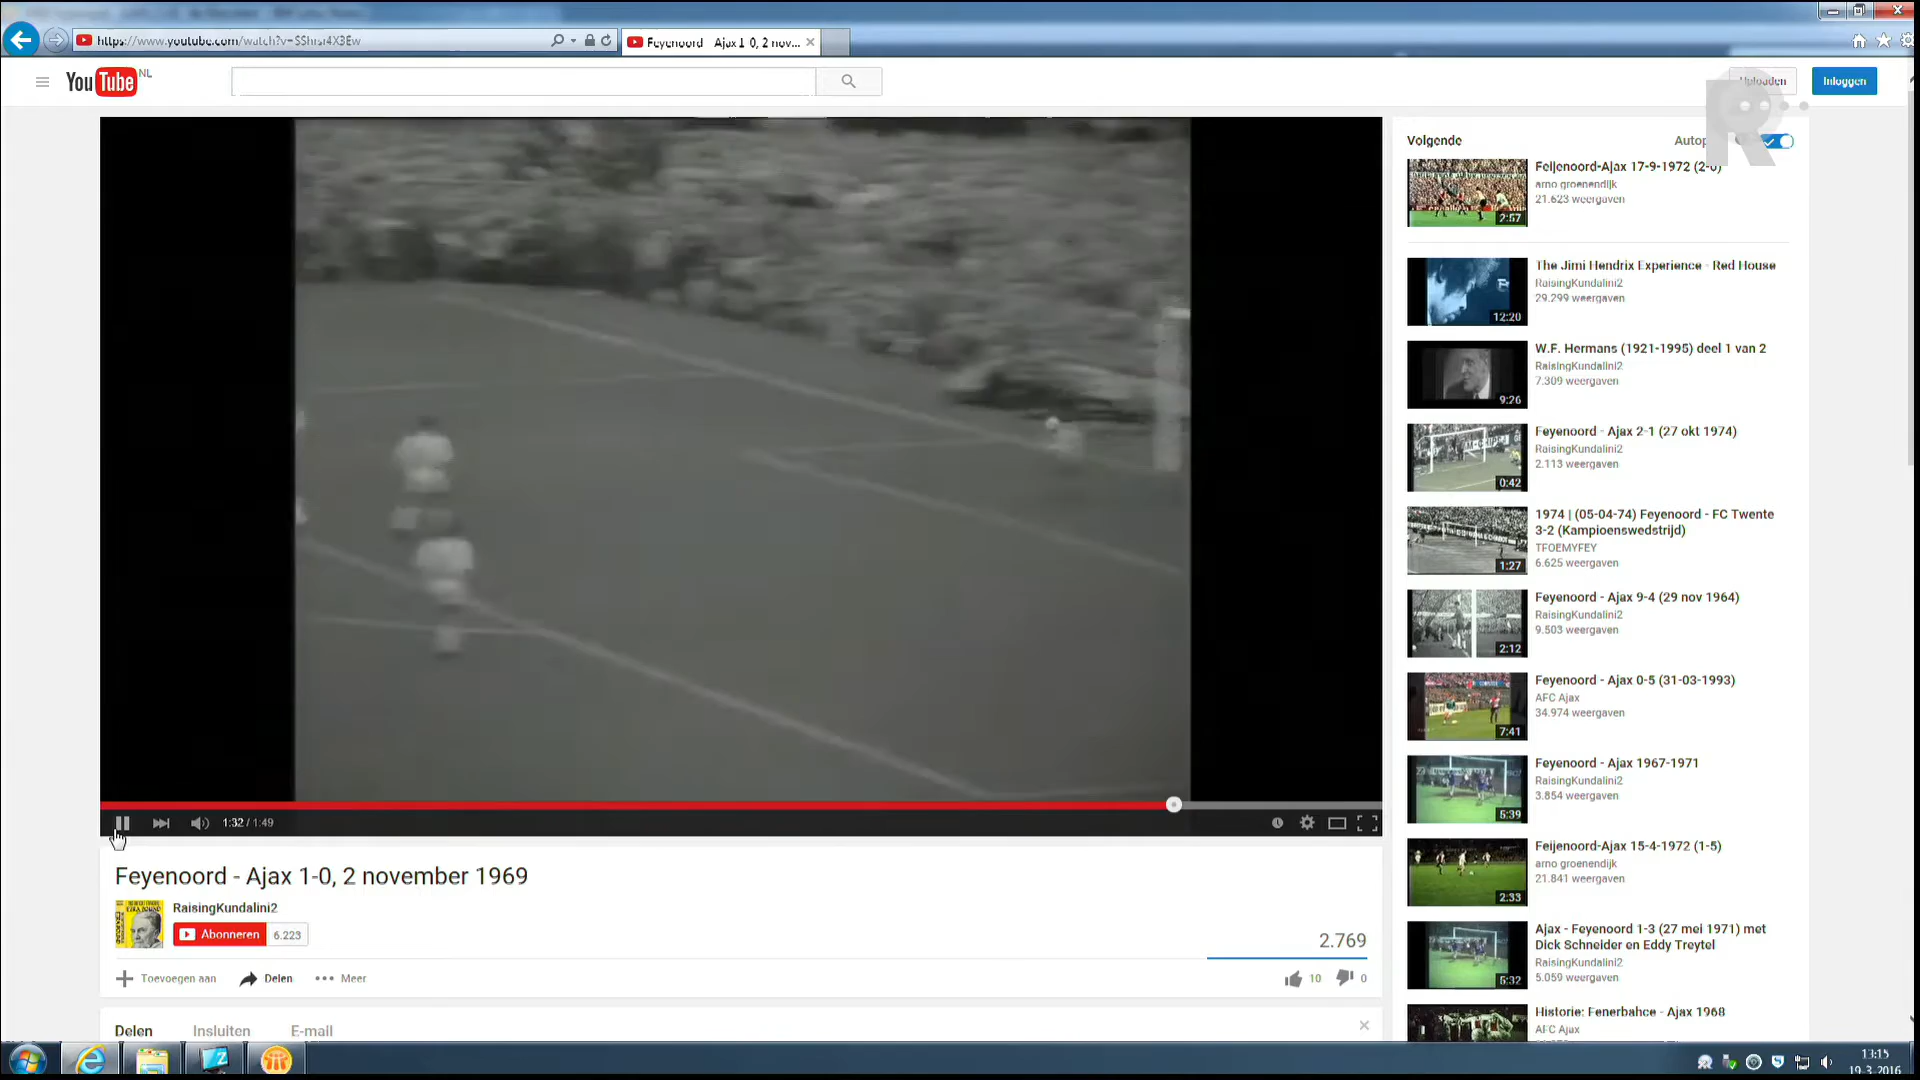 https://www.youtube.com/watch?v=SShrsr4X3Ew
Feyenoord - Ajax 1-0, 2 nov...
YouTube NL
Uploaden
Inloggen
1:32 / 1:49
Feyenoord - Ajax 1-0, 2 november 1969
RaisingKundalini2
Abonneren 6.223
2.769
Toevoegen aan Delen Meer
10 0
Delen Insluiten E-mail
Volgende
Feijenoord-Ajax 17-9-1972 (2-0)
arno groenendijk
21.623 weergaven
2:57
The Jimi Hendrix Experience - Red House
RaisingKundalini2
29.299 weergaven
12:20
W.F. Hermans (1921-1995) deel 1 van 2
RaisingKundalini2
7.309 weergaven
9:26
Feyenoord - Ajax 2-1 (27 okt 1974)
RaisingKundalini2
2.113 weergaven
0:42
1974 | (05-04-74) Feyenoord - FC Twente
3-2 (Kampioenswedstrijd)
TFOEMYFEY
6.625 weergaven
1:27
Feyenoord - Ajax 9-4 (29 nov 1964)
RaisingKundalini2
9.503 weergaven
2:12
Feyenoord - Ajax 0-5 (31-03-1993)
AFC Ajax
34.974 weergaven
7:41
Feyenoord - Ajax 1967-1971
RaisingKundalini2
3.854 weergaven
5:39
Feijenoord-Ajax 15-4-1972 (1-5)
arno groenendijk
21.841 weergaven
2:33
Ajax - Feyenoord 1-3 (27 mei 1971) met
Dick Schneider en Eddy Treytel
RaisingKundalini2
5.059 weergaven
5:32
Historie: Fenerbahce - Ajax 1968
AFC Ajax
13:15
19-3-2016